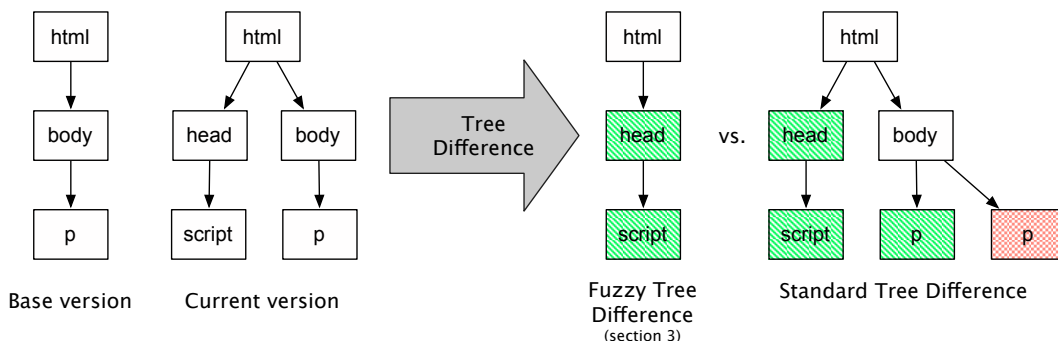 html
body
p
Base version
html
head
body
script
p
Current version
Tree
Difference
html
head
script
Fuzzy Tree
Difference
(section 3)
vs.
html
head
body
script
p
p
Standard Tree Difference